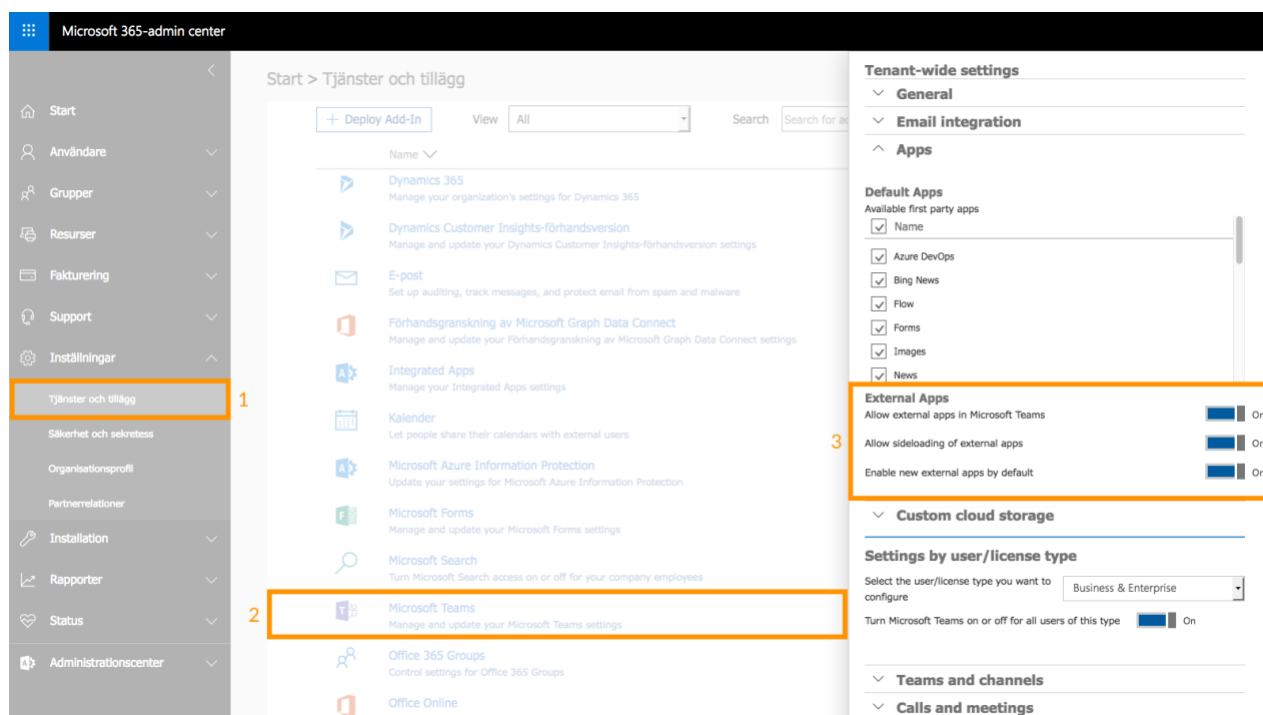 Microsoft 365-admin center
Start
Användare
Grupper
Resurser
Fakturering
Support
Inställningar
Tjänster och tillägg
1
Säkerhet och sekretess
Organisationsprofil
Partnerrelationer
Installation
Rapporter
Status
Administrationscenter
Start > Tjänster och tillägg
+ Deploy Add-In View All Search Search for ad
Name
Dynamics 365
Manage your organization's settings for Dynamics 365
Dynamics Customer Insights-förhandsversion
Manage and update your Dynamics Customer Insights-förhandsversion settings
E-post
Set up auditing, track messages, and protect email from spam and malware
Förhandsgranskning av Microsoft Graph Data Connect
Manage and update your Förhandsgranskning av Microsoft Graph Data Connect settings
Integrated Apps
Manage your Integrated Apps settings
Kalender
Let people share their calendars with external users
Microsoft Azure Information Protection
Update your settings for Microsoft Azure Information Protection
Microsoft Forms
Manage and update your Microsoft Forms settings
Microsoft Search
Turn Microsoft Search access on or off for your company employees
2
Microsoft Teams
Manage and update your Microsoft Teams settings
Office 365 Groups
Control settings for Office 365 Groups
Office Online
Tenant-wide settings
General
Email integration
Apps
Default Apps
Available first party apps
Name
Azure DevOps
Bing News
Flow
Forms
Images
News
3
External Apps
Allow external apps in Microsoft Teams On
Allow sideloading of external apps On
Enable new external apps by default On
Custom cloud storage
Settings by user/license type
Select the user/license type you want to
configure
Business & Enterprise
Turn Microsoft Teams on or off for all users of this type On
Teams and channels
Calls and meetings